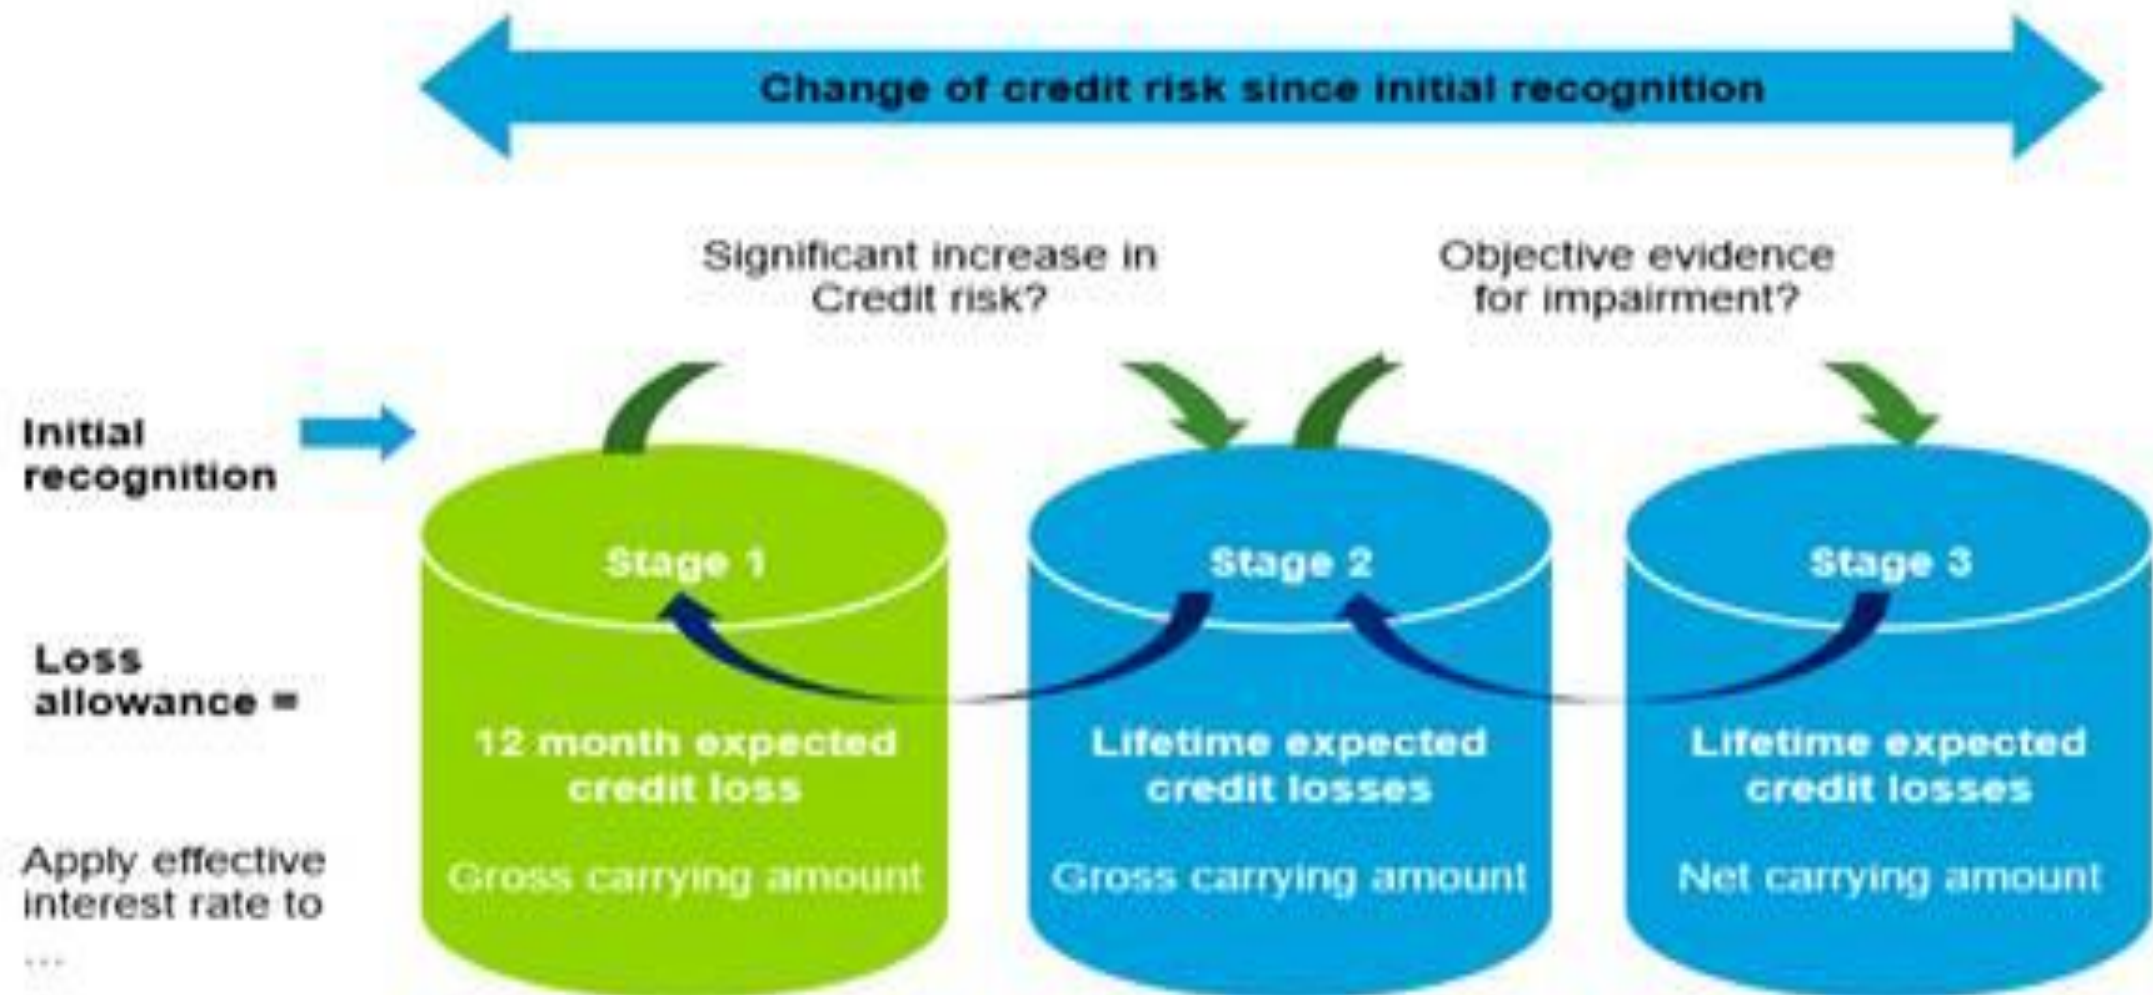 Change of credit risk since initial recognition
Significant increase in
Credit risk?
Objective evidence
for impairment?
Initial
recognition
Stage 1
Stage 2
Stage 3
Loss
allowance =
12 month expected
credit loss
Lifetime expected
credit losses
Lifetime expected
credit losses
Apply effective
interest rate to
...
Gross carrying amount
Gross carrying amount
Net carrying amount